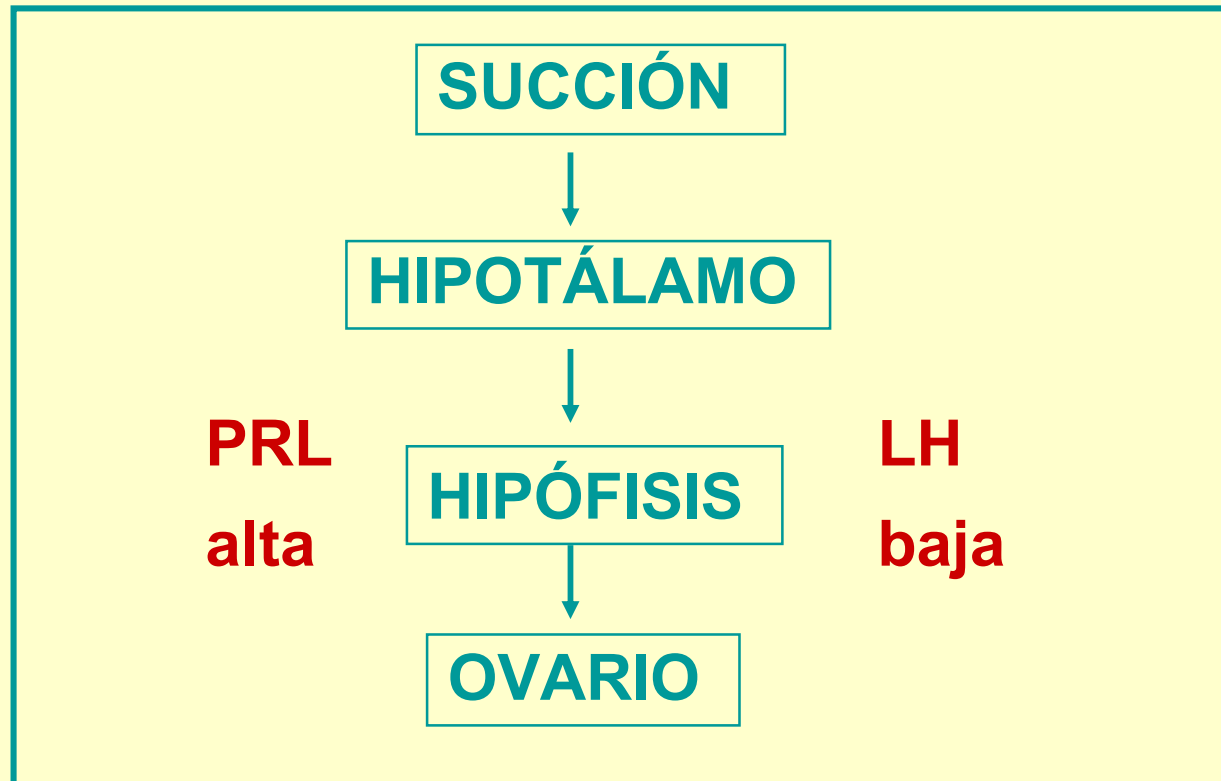 SUCCIÓN
HIPOTÁLAMO
PRL
alta
HIPÓFISIS
LH
baja
OVARIO